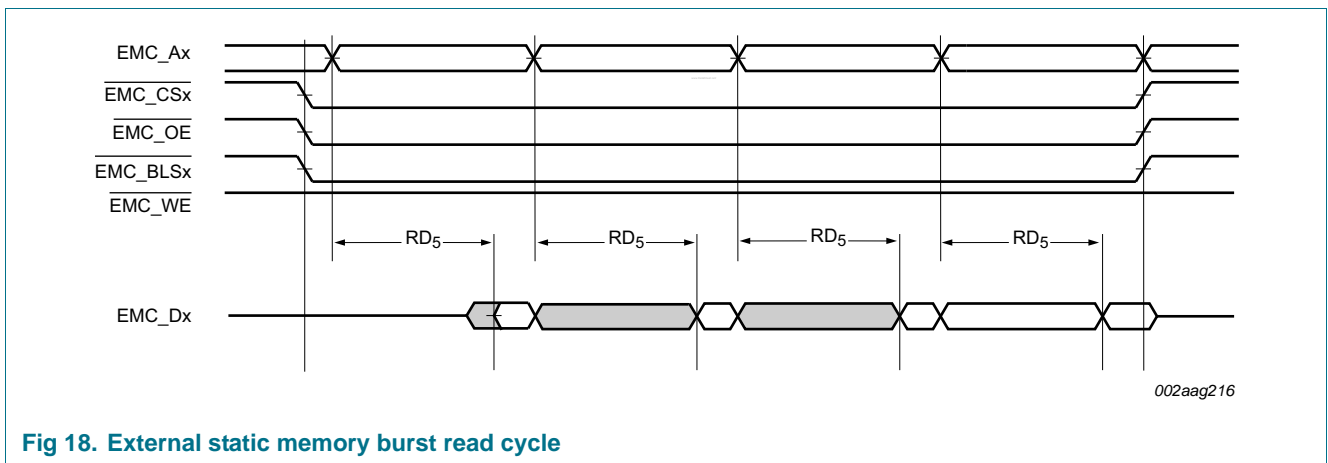 EMC_Ax
EMC_CSx
EMC_OE
EMC_BLSx
EMC_WE
RD5 RD5 RD5 RD5
EMC_Dx
002aag216
Fig 18. External static memory burst read cycle